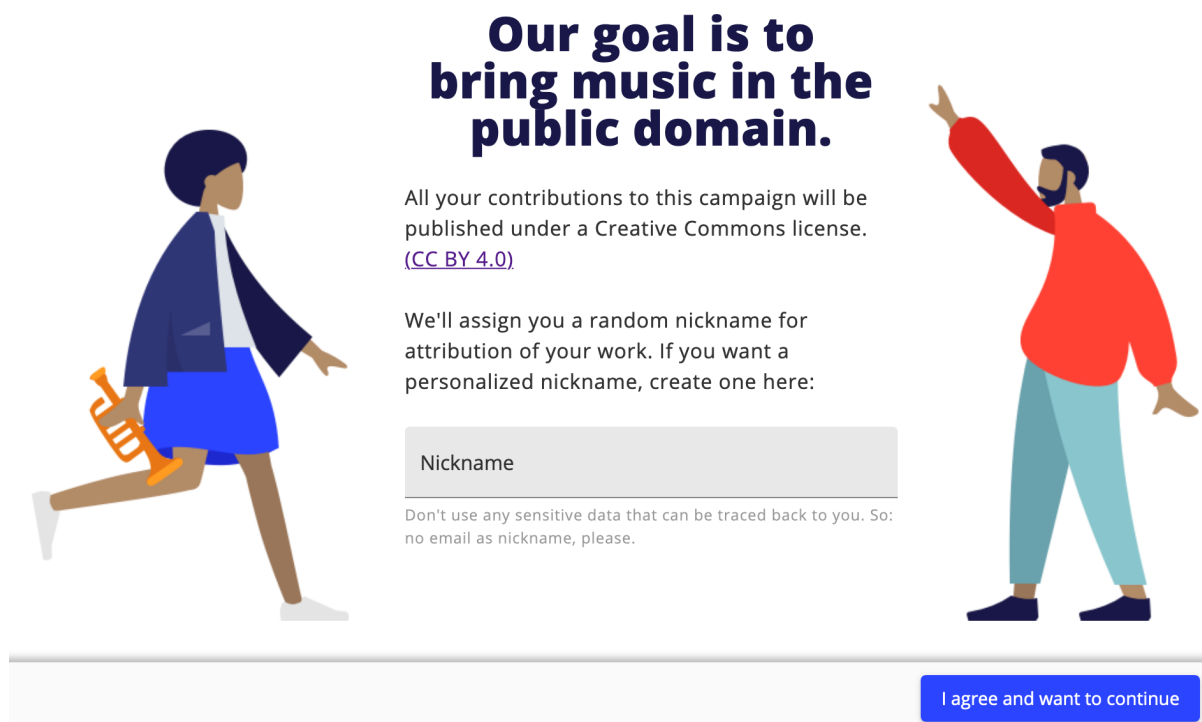 Our goal is to
bring music in the
public domain.
All your contributions to this campaign will be
published under a Creative Commons license.
(CC BY 4.0)
We'll assign you a random nickname for
attribution of your work. If you want a
personalized nickname, create one here:
Nickname
Don't use any sensitive data that can be traced back to you. So:
no email as nickname, please.
I agree and want to continue